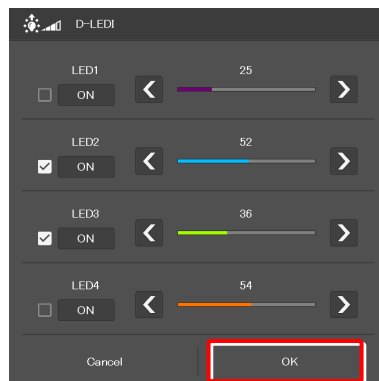 D-LEDI
LED1
25
ON
LED2
52
ON
LED3
36
ON
LED4
54
ON
Cancel
OK